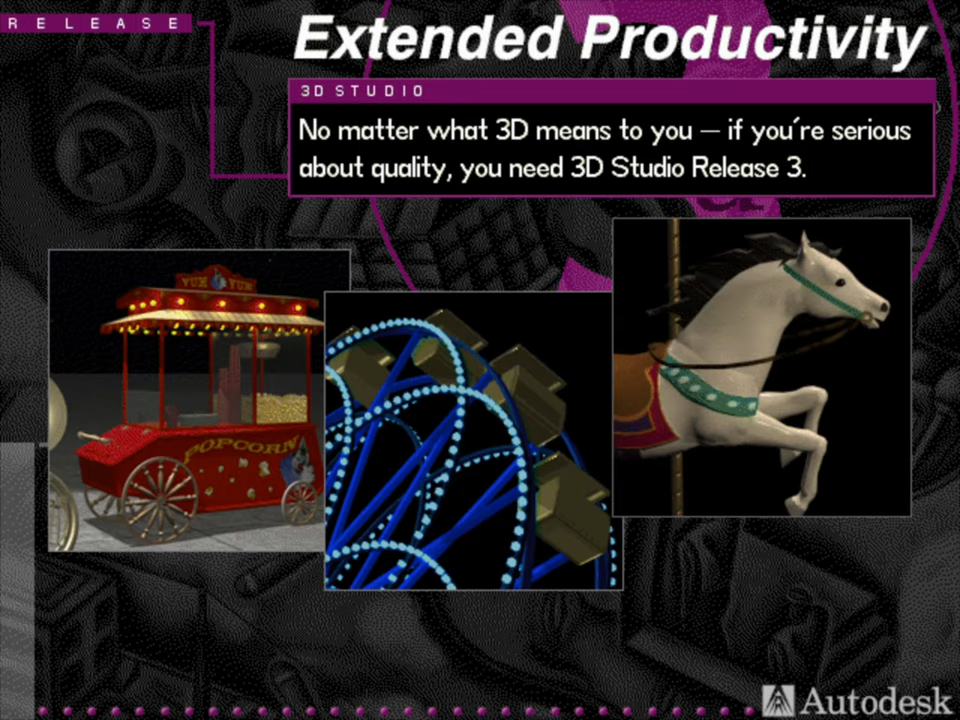 RELEASE
Extended Productivity
3D STUDIO
No matter what 3D means to you – if you're serious
about quality, you need 3D Studio Release 3.
YUM YUM
POPCORN
Autodesk